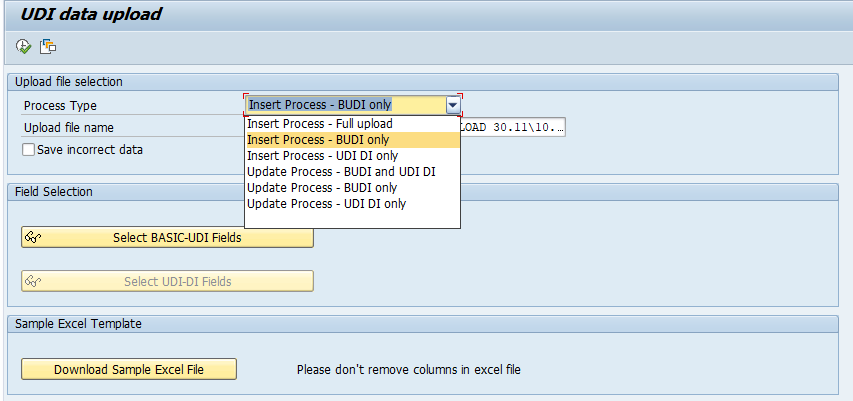 UDI data upload
Upload file selection
Process Type
Insert Process - BUDI only
Upload file name
LOAD 30.11\10.…
Save incorrect data
Insert Process - Full upload
Insert Process - BUDI only
Insert Process - UDI DI only
Update Process - BUDI and UDI DI
Update Process - BUDI only
Update Process - UDI DI only
Field Selection
Select BASIC-UDI Fields
Select UDI-DI Fields
Sample Excel Template
Download Sample Excel File
Please don't remove columns in excel file